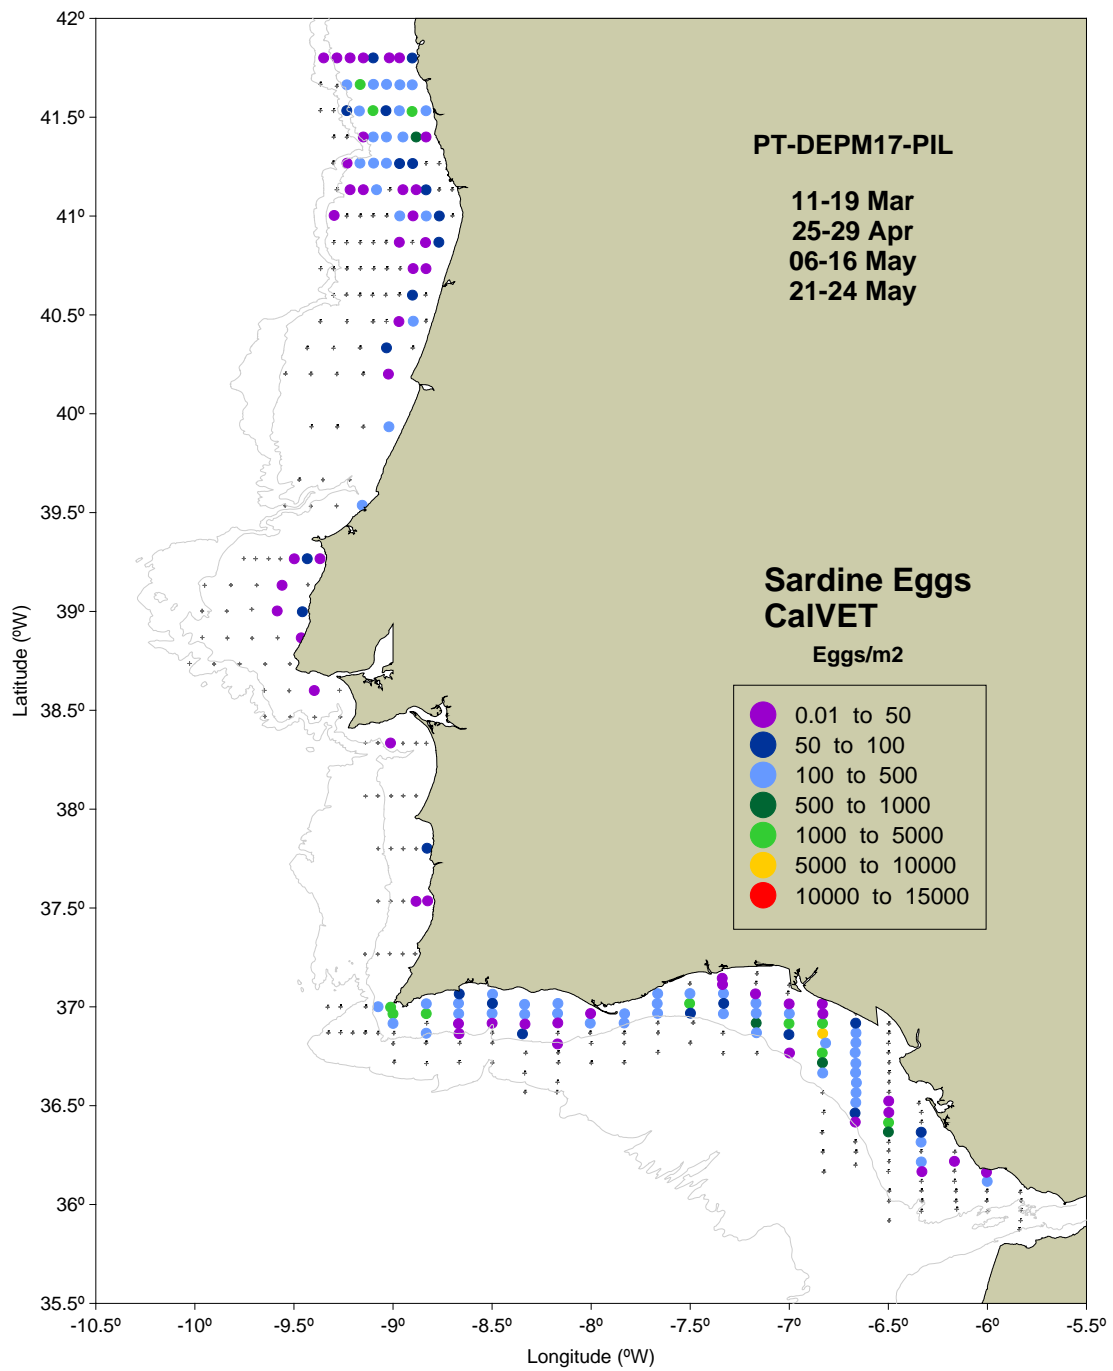 42º
41.5º
41º
40.5º
40º
39.5º
39º
38.5º
38º
37.5º
37º
36.5º
36º
35.5º
Latitude (ºW)
PT-DEPM17-PIL
11-19 Mar
25-29 Apr
06-16 May
21-24 May
Sardine Eggs
CalVET
Eggs/m2
0.01 to 50
50 to 100
100 to 500
500 to 1000
1000 to 5000
5000 to 10000
10000 to 15000
-10.5º -10º -9.5º -9º -8.5º -8º -7.5º -7º -6.5º -6º -5.5º
Longitude (ºW)